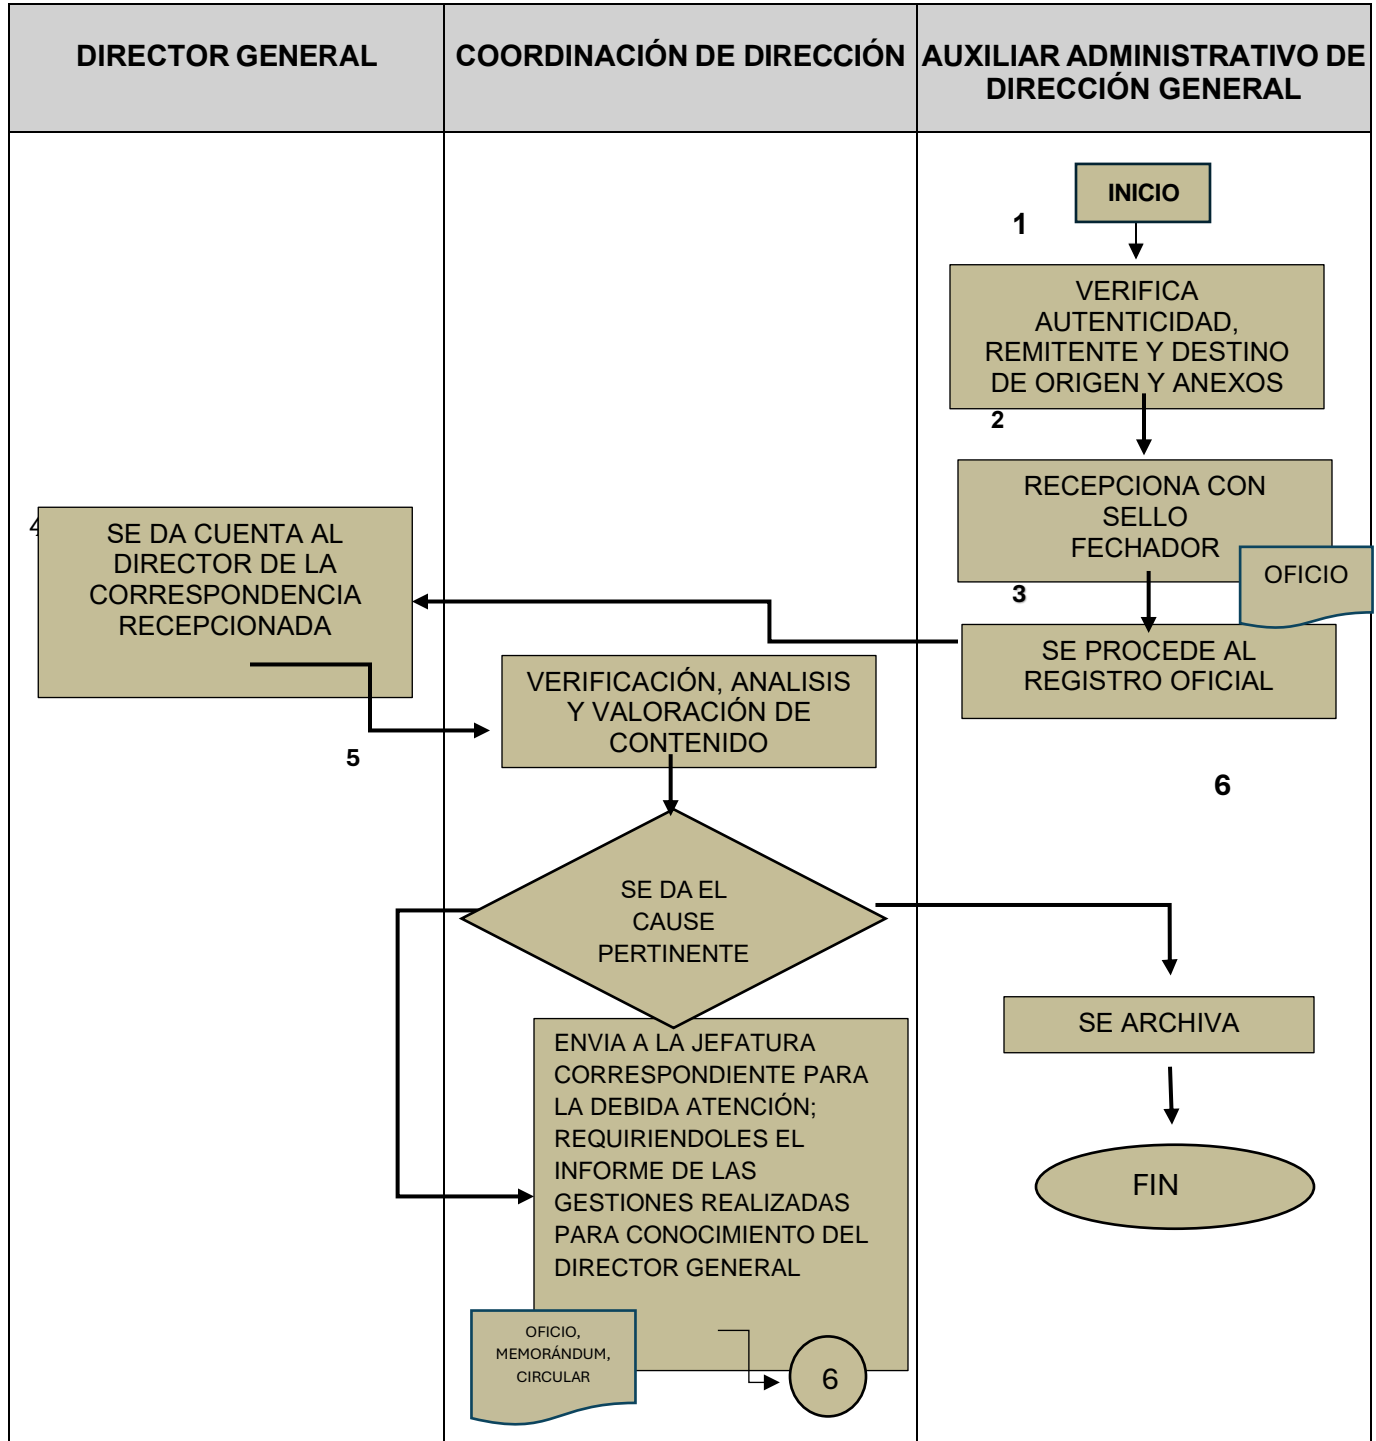 DIRECTOR GENERAL
COORDINACIÓN DE DIRECCIÓN
AUXILIAR ADMINISTRATIVO DE
DIRECCIÓN GENERAL
INICIO
1
VERIFICA
AUTENTICIDAD,
REMITENTE Y DESTINO
DE ORIGEN Y ANEXOS
2
RECEPCIONA CON
SELLO
FECHADOR
OFICIO
3
SE PROCEDE AL
REGISTRO OFICIAL
4
SE DA CUENTA AL
DIRECTOR DE LA
CORRESPONDENCIA
RECEPCIONADA
5
VERIFICACIÓN, ANALISIS
Y VALORACIÓN DE
CONTENIDO
6
SE DA EL
CAUSE
PERTINENTE
SE ARCHIVA
FIN
ENVIA A LA JEFATURA
CORRESPONDIENTE PARA
LA DEBIDA ATENCIÓN;
REQUIRIENDOLES EL
INFORME DE LAS
GESTIONES REALIZADAS
PARA CONOCIMIENTO DEL
DIRECTOR GENERAL
OFICIO,
MEMORÁNDUM,
CIRCULAR
6